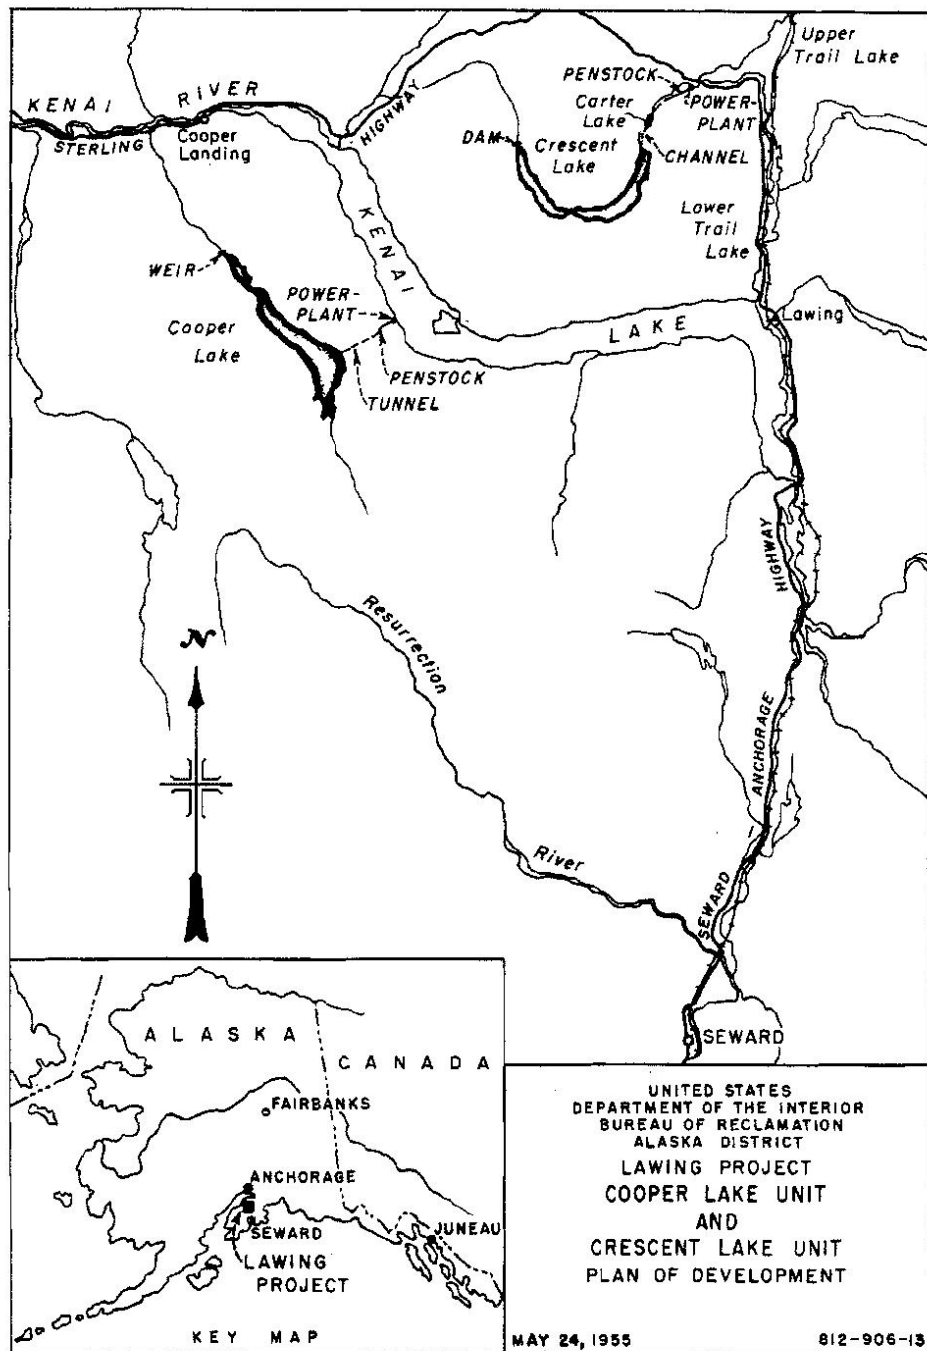 Upper
Trail Lake
PENSTOCK
POWER-
PLANT
Carter
Lake
CHANNEL
DAM
Crescent
Lake
KENAI RIVER
STERLING
HIGHWAY
Cooper
Landing
Lower
Trail
Lake
KENAI
LAKE
Lawing
WEIR
POWER-
PLANT
Cooper
Lake
PENSTOCK
TUNNEL
HIGHWAY
Resurrection
River
N
ANCHORAGE
SEWARD
SEWARD
ALASKA
CANADA
FAIRBANKS
ANCHORAGE
SEWARD
JUNEAU
LAWING
PROJECT
KEY MAP
UNITED STATES
DEPARTMENT OF THE INTERIOR
BUREAU OF RECLAMATION
ALASKA DISTRICT
LAWING PROJECT
COOPER LAKE UNIT
AND
CRESCENT LAKE UNIT
PLAN OF DEVELOPMENT
MAY 24, 1955
812-906-13